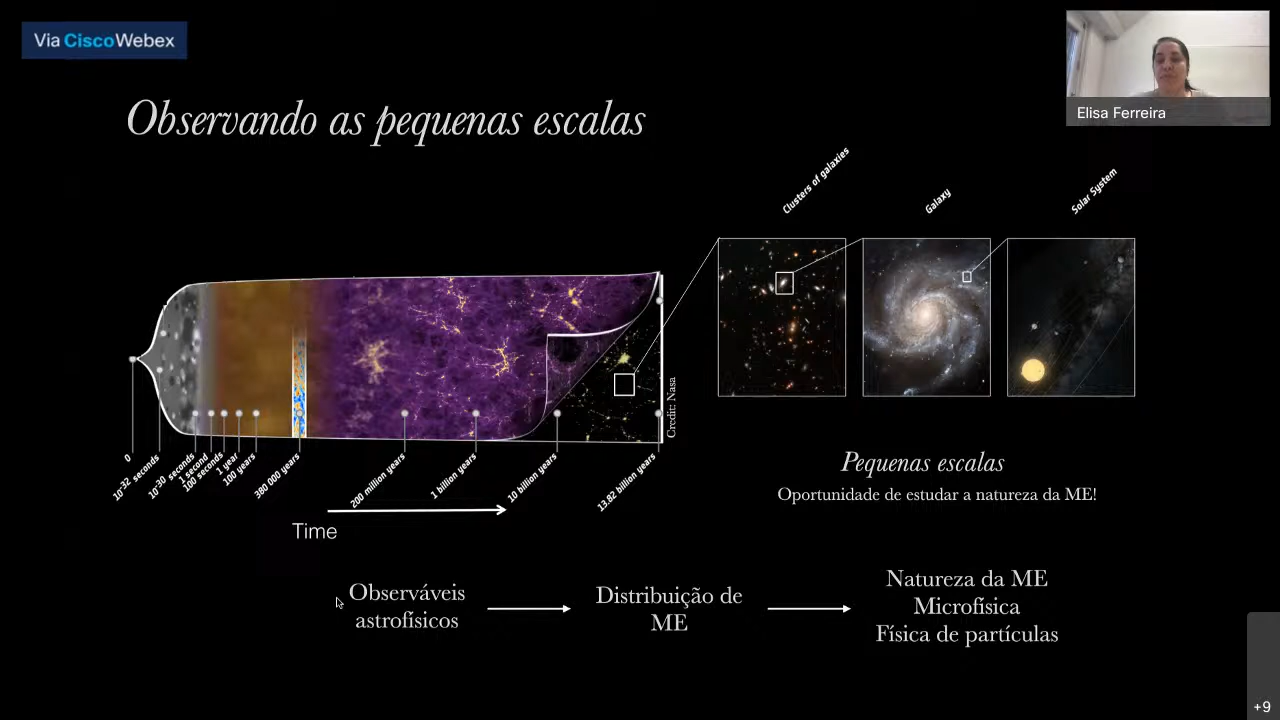 Via CiscoWebex
Elisa Ferreira
Observando as pequenas escalas
Clusters of galaxies
Galaxy
Solar System
Credit: Nasa
0
10⁻³² seconds
10⁻³⁰ seconds
1 second
100 seconds
1 year
100 years
380 000 years
200 million years
1 billion years
10 billion years
13.82 billion years
Time
Pequenas escalas
Oportunidade de estudar a natureza da ME!
Observáveis
astrofísicos
Distribuição de
ME
Natureza da ME
Microfísica
Física de partículas
+9